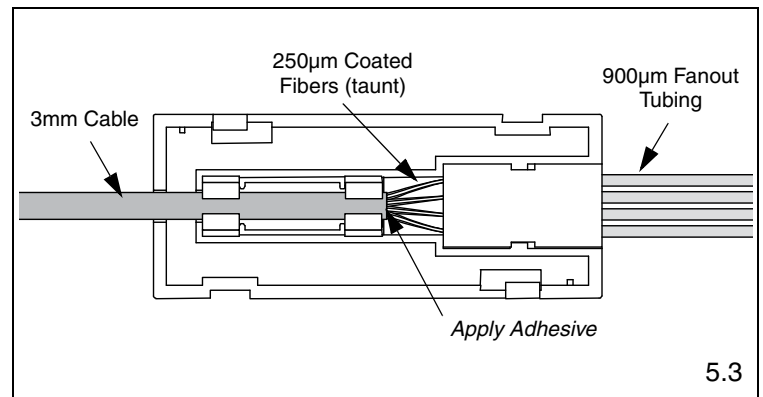 250µm Coated
Fibers (taunt)
900µm Fanout
Tubing
3mm Cable
Apply Adhesive
5.3